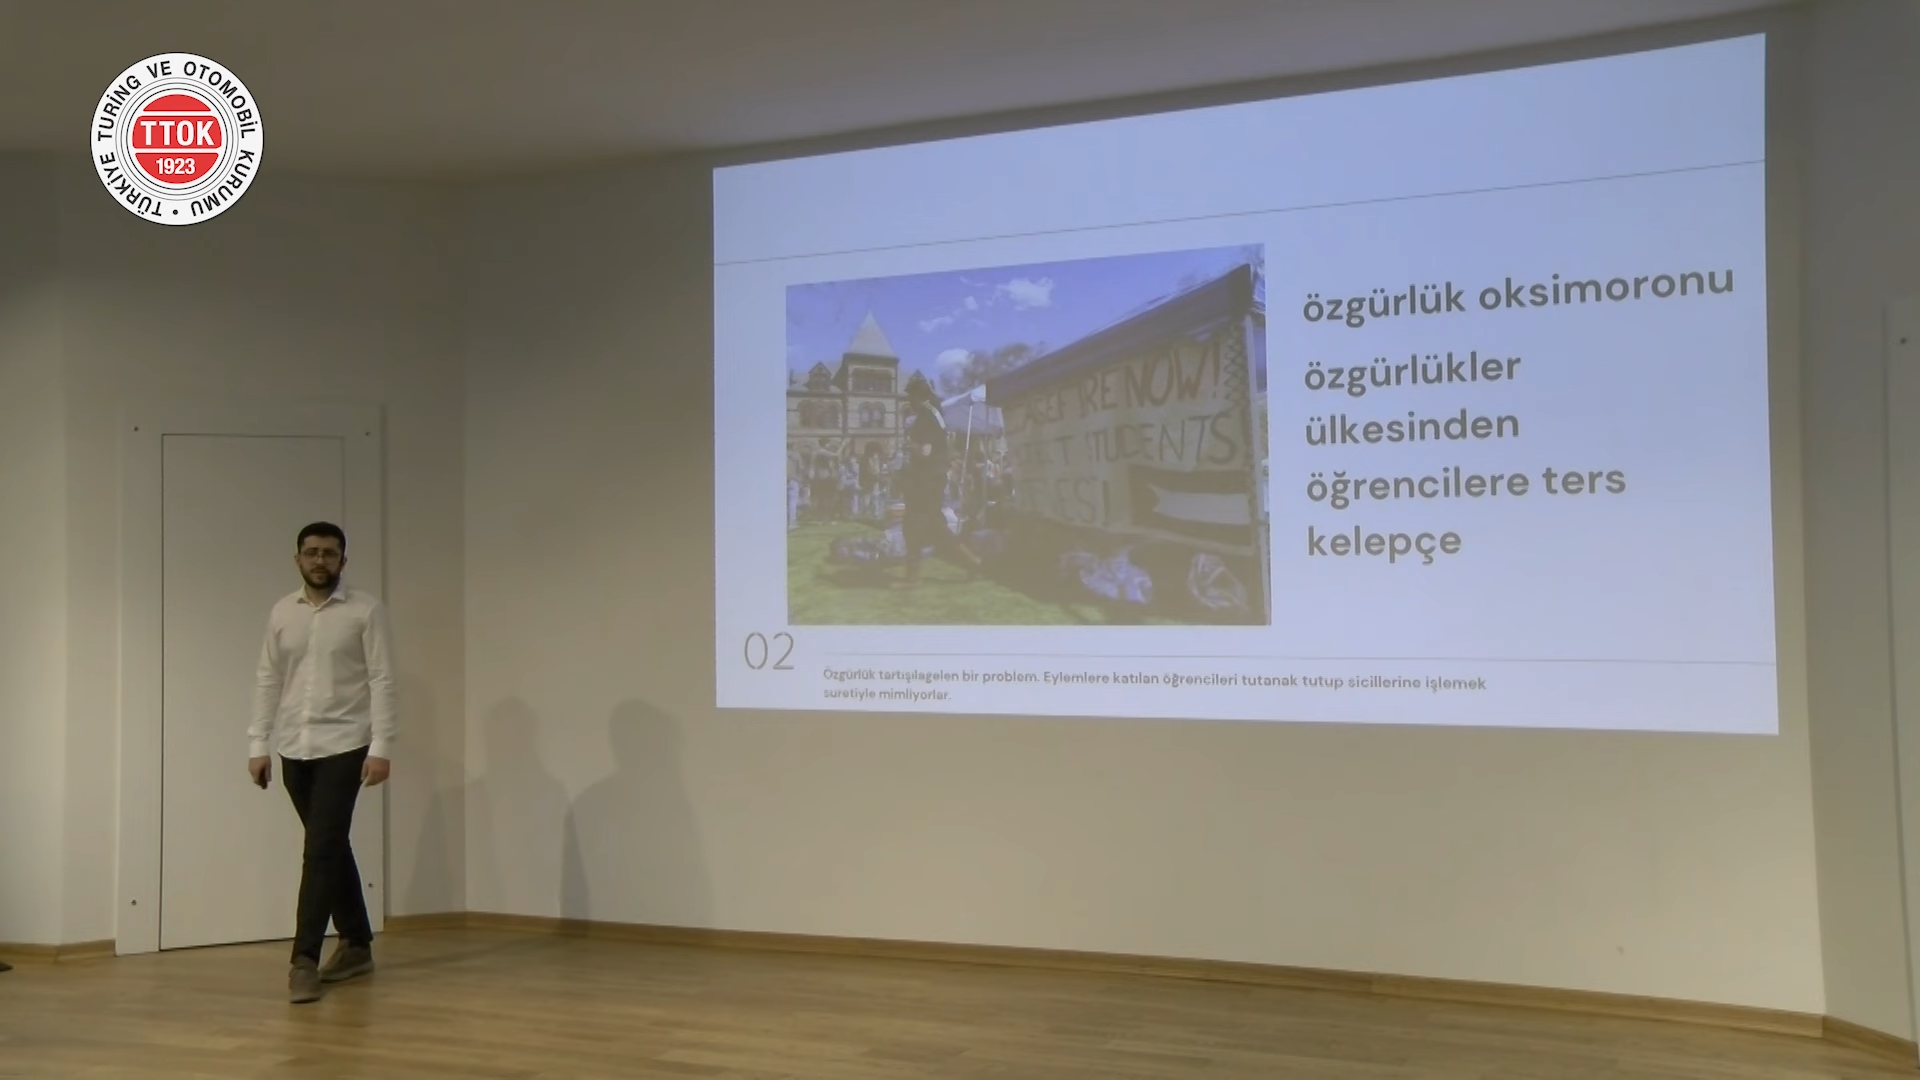 TÜRKİYE TURİNG VE OTOMOBİL KURUMU
TTOK
1923
özgürlük oksimoronu
özgürlükler
ülkesinden
öğrencilere ters
kelepçe
NOW!
STUDENTS
02
Özgürlük tartışılagelen bir problem. Eylemlere katılan öğrencileri tutanak tutup sicillerine işlemek
suretiyle mimliyorlar.